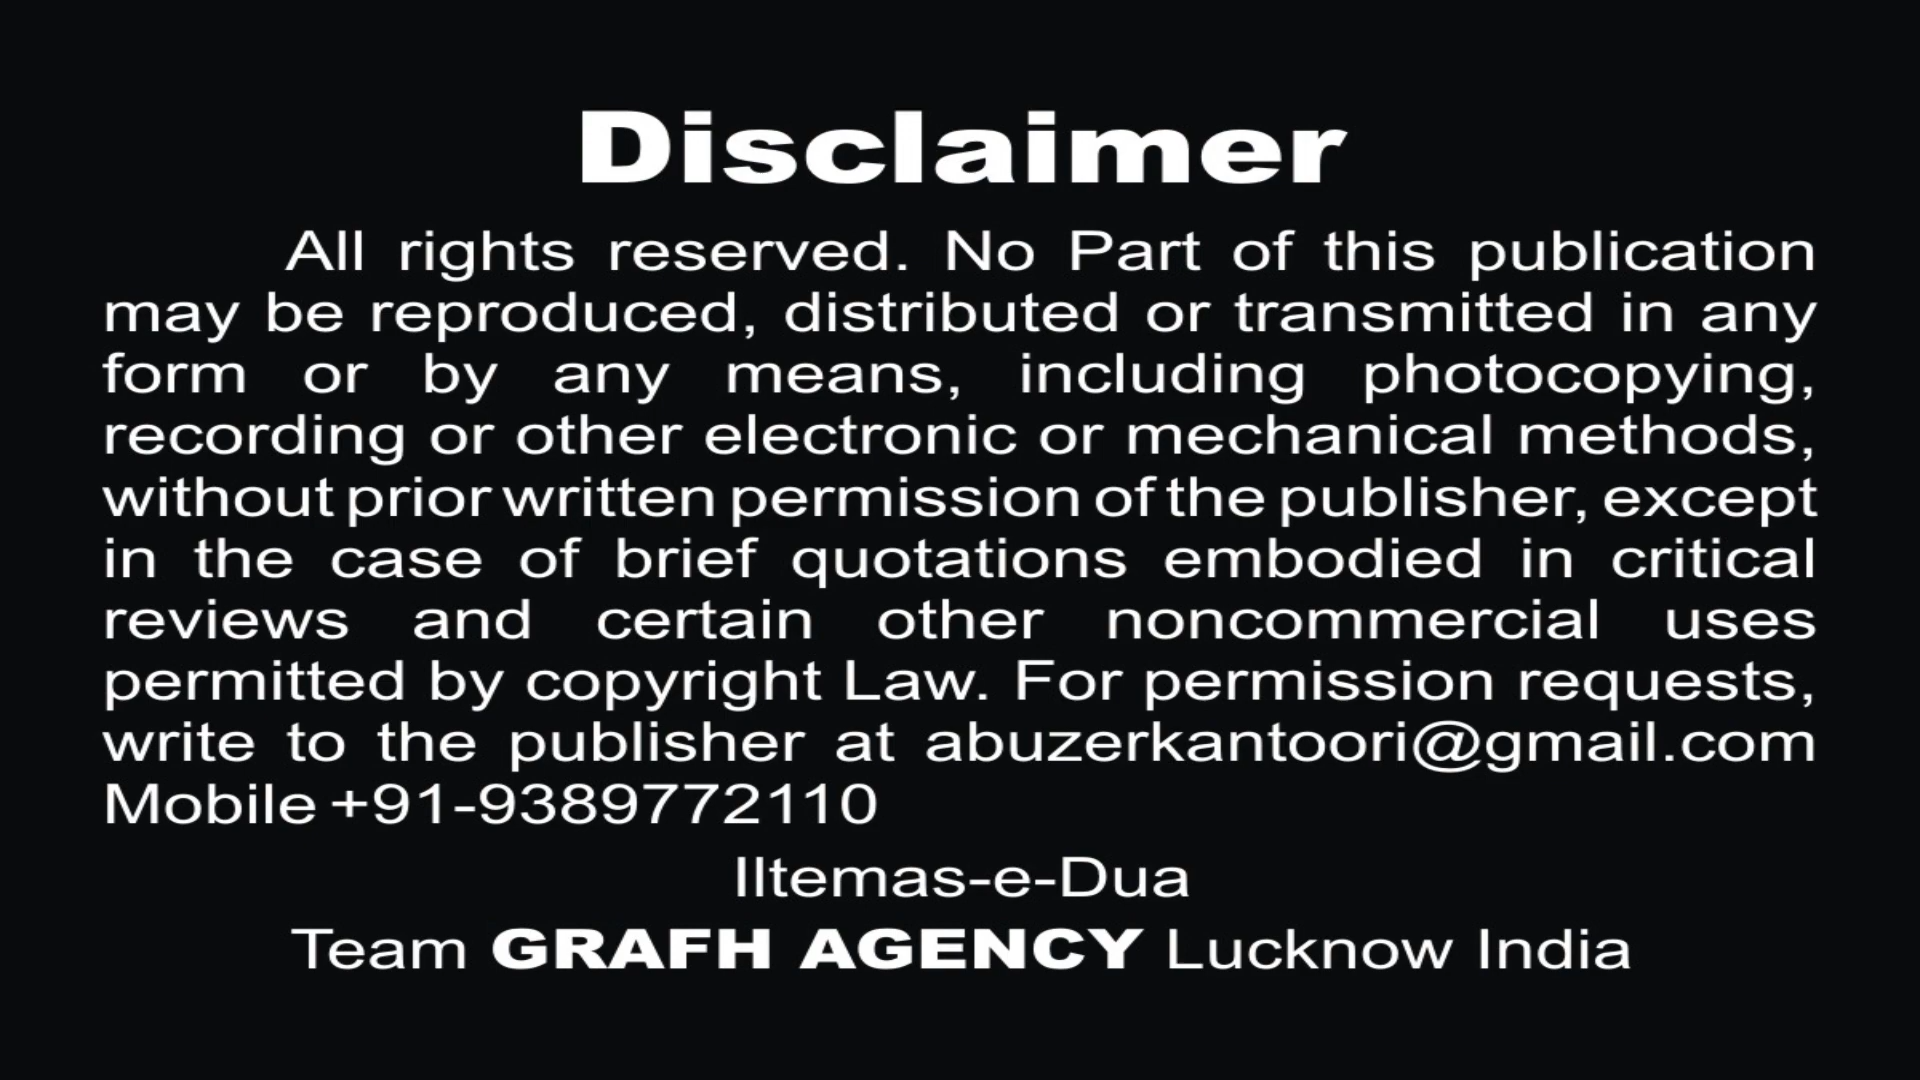 Disclaimer
All rights reserved. No Part of this publication
may be reproduced, distributed or transmitted in any
form or by any means, including photocopying,
recording or other electronic or mechanical methods,
without prior written permission of the publisher, except
in the case of brief quotations embodied in critical
reviews and certain other noncommercial uses
permitted by copyright Law. For permission requests,
write to the publisher at abuzerkantoori@gmail.com
Mobile +91-9389772110
Iltemas-e-Dua
Team GRAFH AGENCY Lucknow India